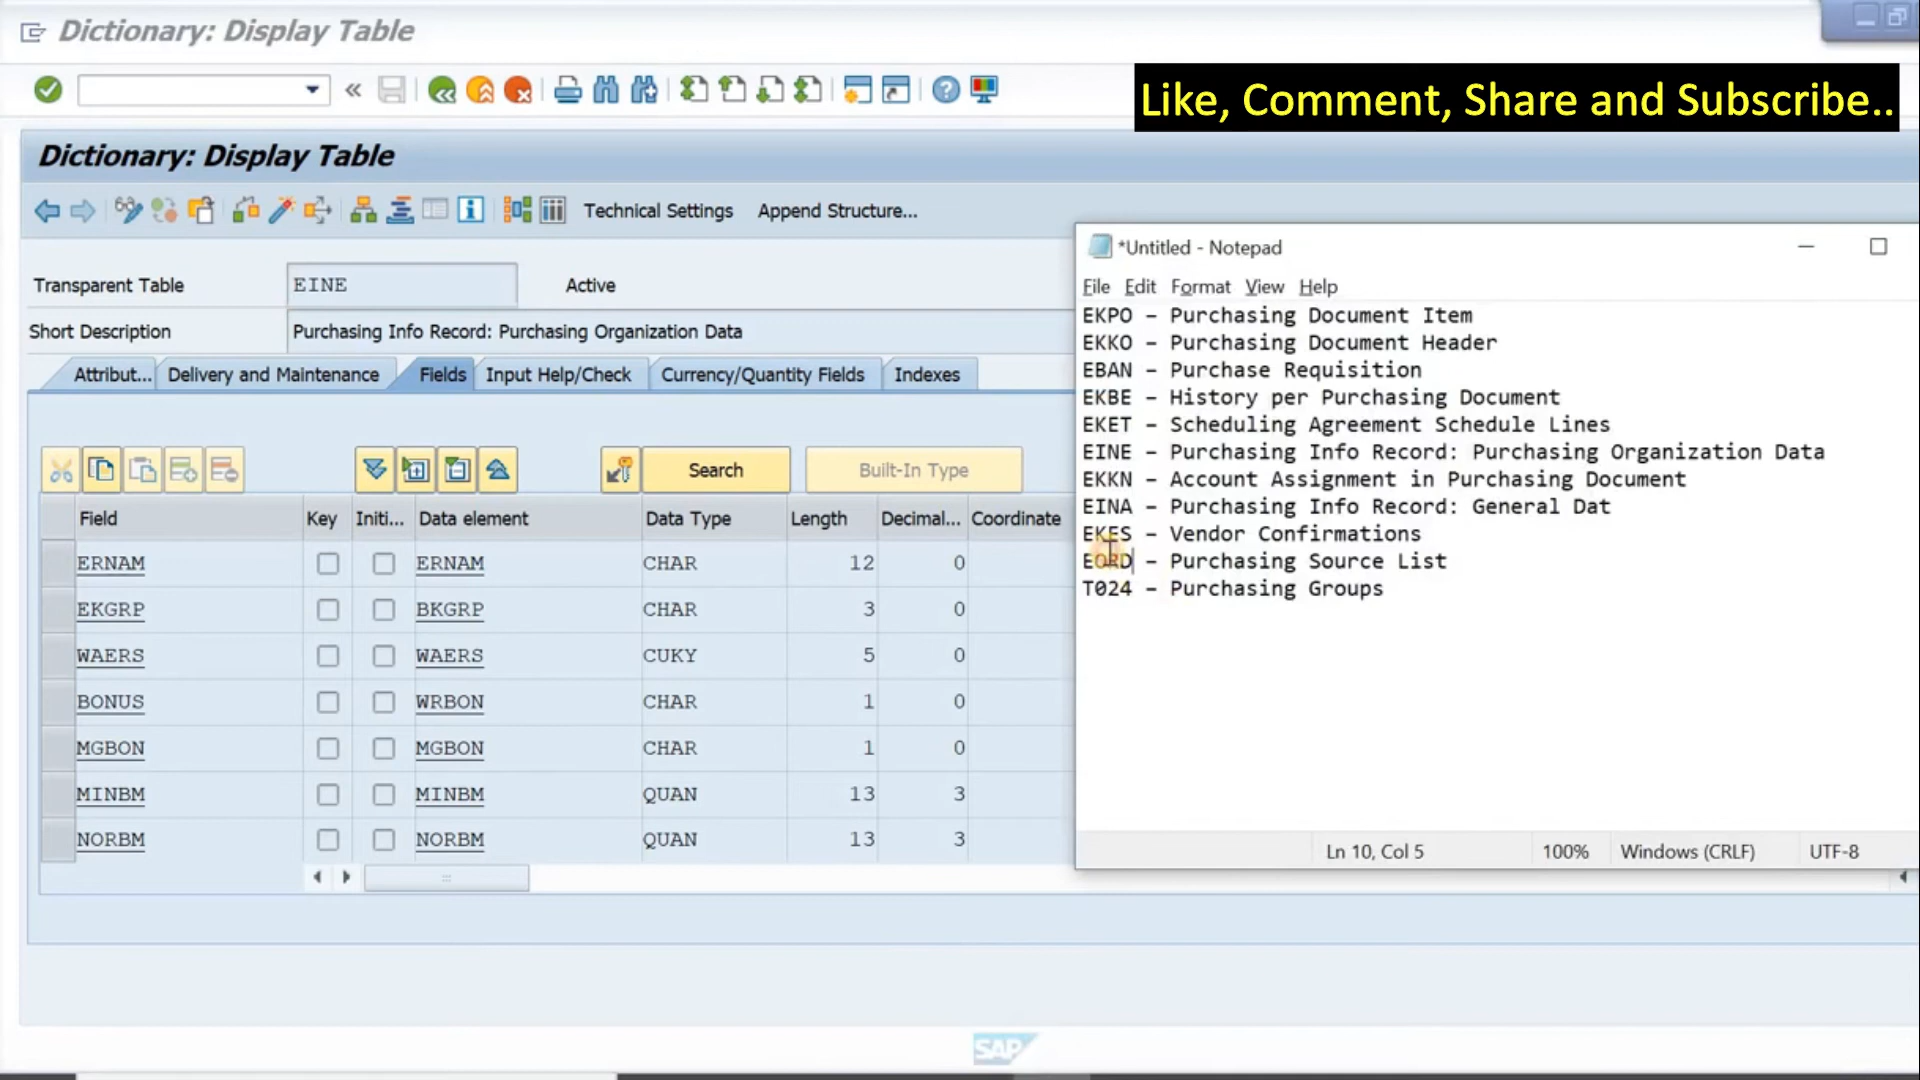 Dictionary: Display Table
Like, Comment, Share and Subscribe..
Dictionary: Display Table
Technical Settings Append Structure...
Transparent Table EINE Active
Short Description Purchasing Info Record: Purchasing Organization Data
Attribut... Delivery and Maintenance Fields Input Help/Check Currency/Quantity Fields Indexes
Search Built-In Type
Field Key Initi... Data element Data Type Length Decimal... Coordinate
ERNAM ERNAM CHAR 12 0
EKGRP BKGRP CHAR 3 0
WAERS WAERS CUKY 5 0
BONUS WRBON CHAR 1 0
MGBON MGBON CHAR 1 0
MINBM MINBM QUAN 13 3
NORBM NORBM QUAN 13 3
*Untitled - Notepad
File Edit Format View Help
EKPO – Purchasing Document Item
EKKO – Purchasing Document Header
EBAN – Purchase Requisition
EKBE – History per Purchasing Document
EKET – Scheduling Agreement Schedule Lines
EINE – Purchasing Info Record: Purchasing Organization Data
EKKN – Account Assignment in Purchasing Document
EINA – Purchasing Info Record: General Dat
EKES – Vendor Confirmations
EORD – Purchasing Source List
T024 – Purchasing Groups
Ln 10, Col 5 100% Windows (CRLF) UTF-8
SAP